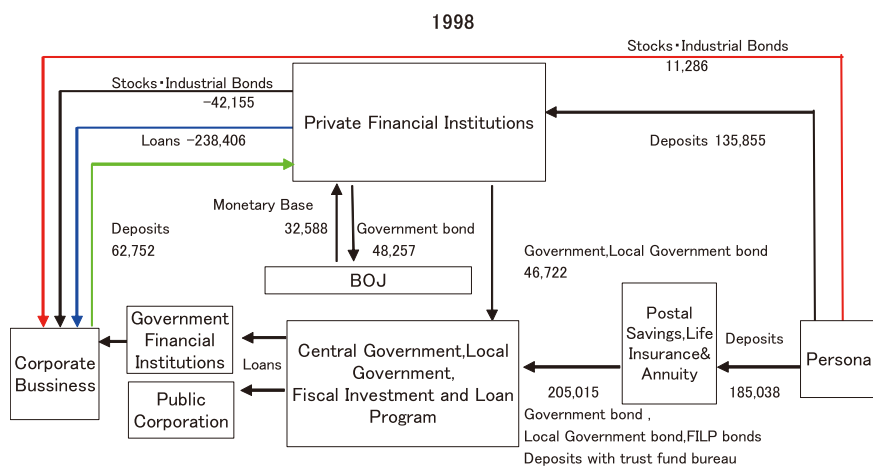 1998
Stocks・Industrial Bonds
11,286
Stocks・Industrial Bonds
-42,155
Private Financial Institutions
Loans -238,406
Deposits 135,855
Monetary Base
32,588
Government bond
48,257
Deposits
62,752
Government,Local Government bond
46,722
BOJ
Government
Financial
Institutions
Postal
Savings,Life
Insurance&
Annuity
Deposits
185,038
Persona
Corporate
Bussiness
Loans
Central Government,Local
Government,
Fiscal Investment and Loan
Program
Public
Corporation
205,015
Government bond ,
Local Government bond,FILP bonds
Deposits with trust fund bureau